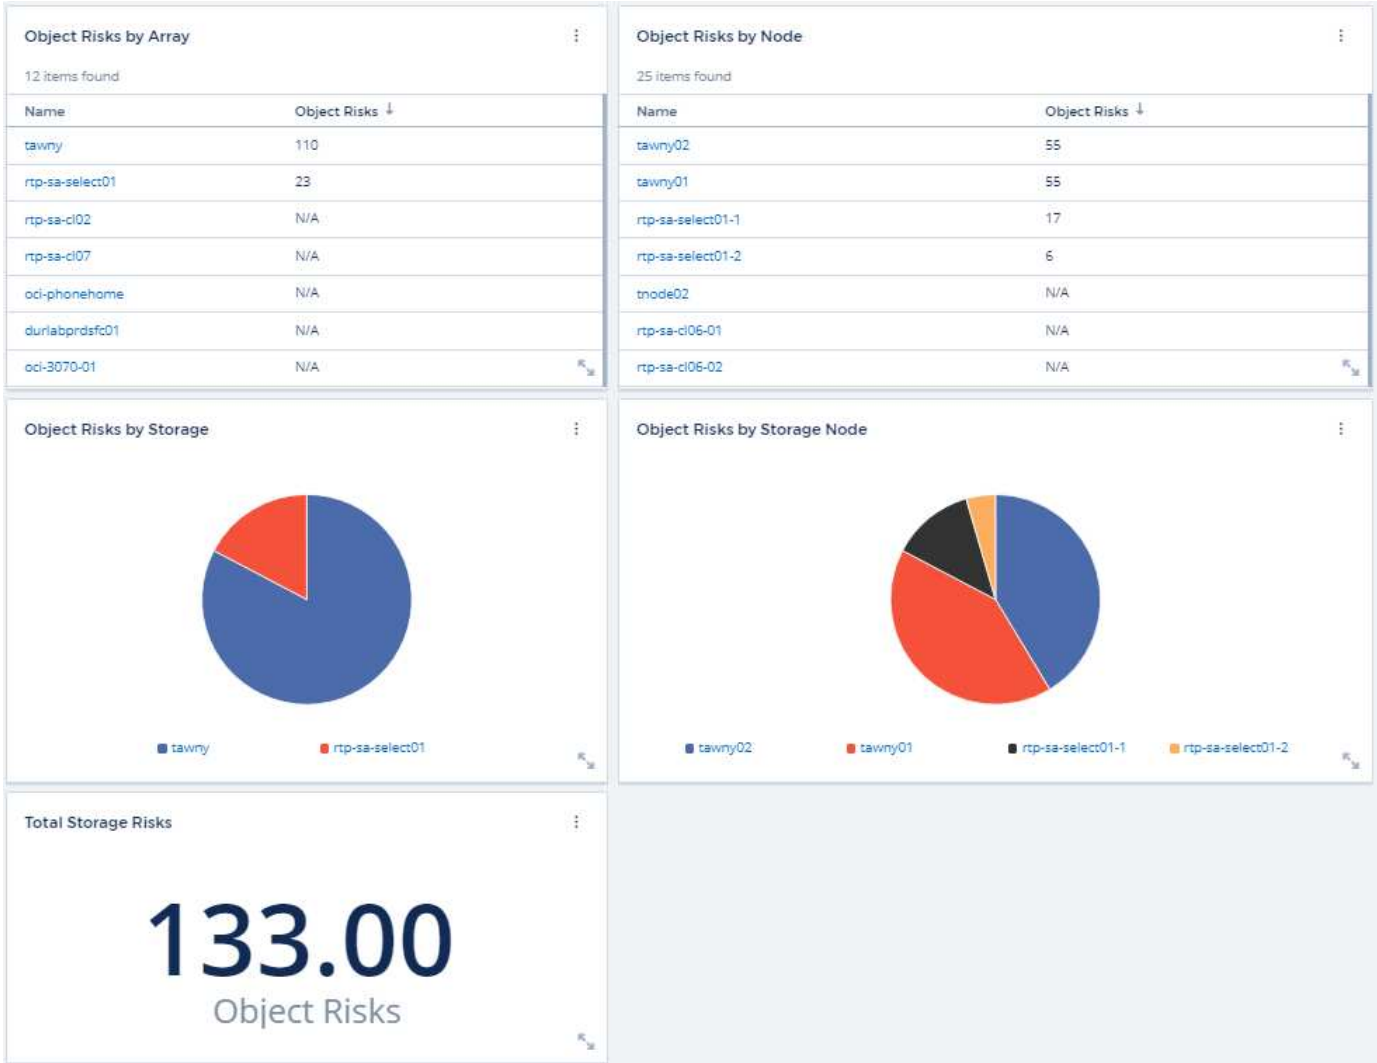 Object Risks by Array
12 items found
Name Object Risks ↓
tawny 110
rtp-sa-select01 23
rtp-sa-cl02 N/A
rtp-sa-cl07 N/A
oci-phonehome N/A
durlabprdsfc01 N/A
oci-3070-01 N/A
Object Risks by Node
25 items found
Name Object Risks ↓
tawny02 55
tawny01 55
rtp-sa-select01-1 17
rtp-sa-select01-2 6
tnode02 N/A
rtp-sa-cl06-01 N/A
rtp-sa-cl06-02 N/A
Object Risks by Storage
tawny rtp-sa-select01
Object Risks by Storage Node
tawny02 tawny01 rtp-sa-select01-1 rtp-sa-select01-2
Total Storage Risks
133.00
Object Risks